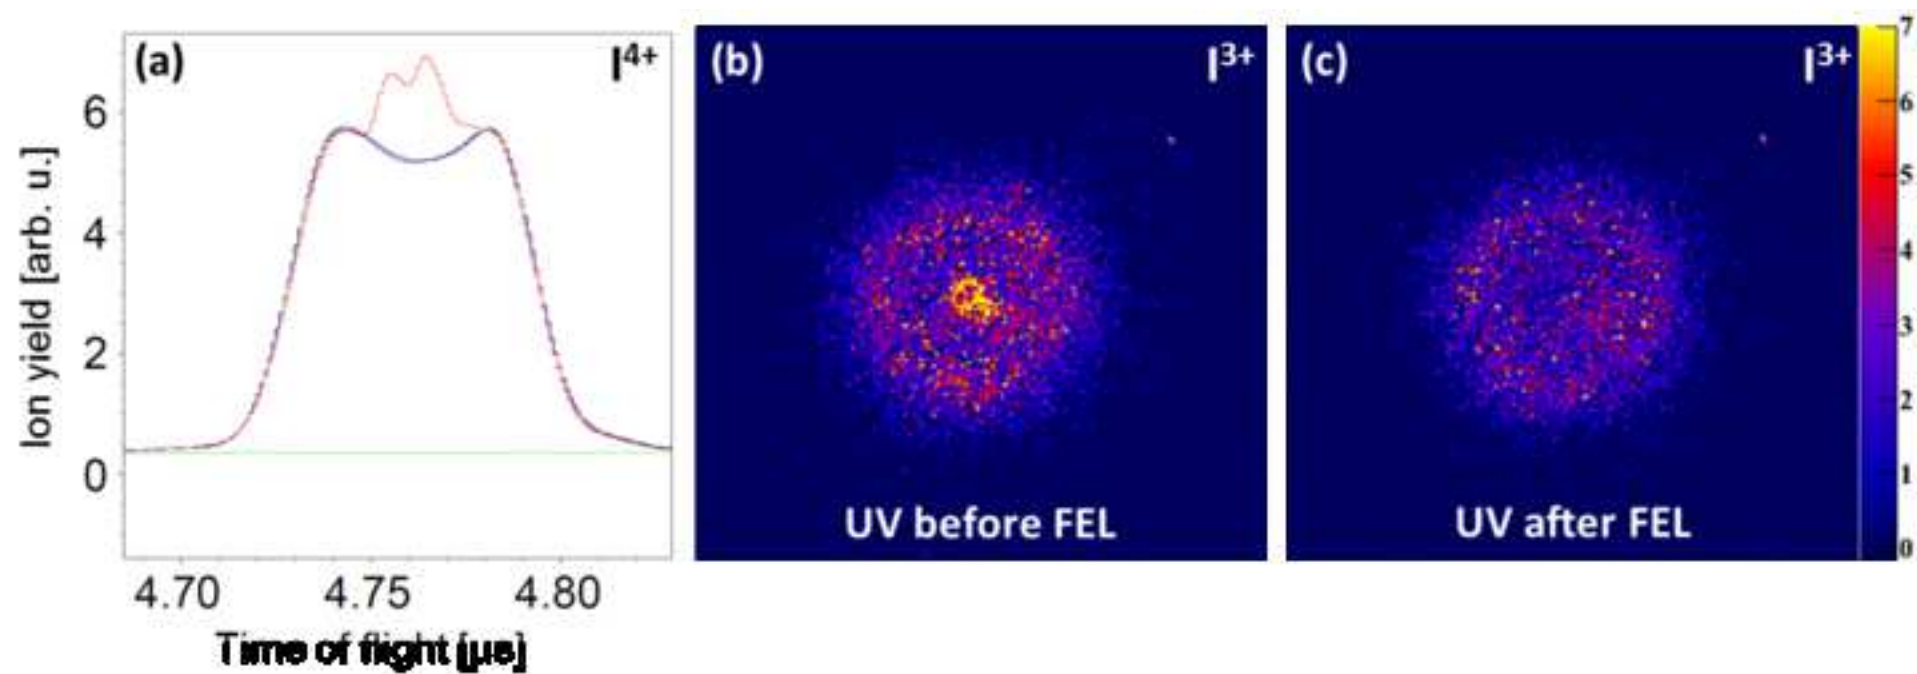 (a)
I4+
(b)
I3+
(c)
I3+
7
6
5
4
3
2
1
0
6
4
2
0
Ion yield [arb. u.]
UV before FEL
UV after FEL
4.70 4.75 4.80
Time of flight [µs]